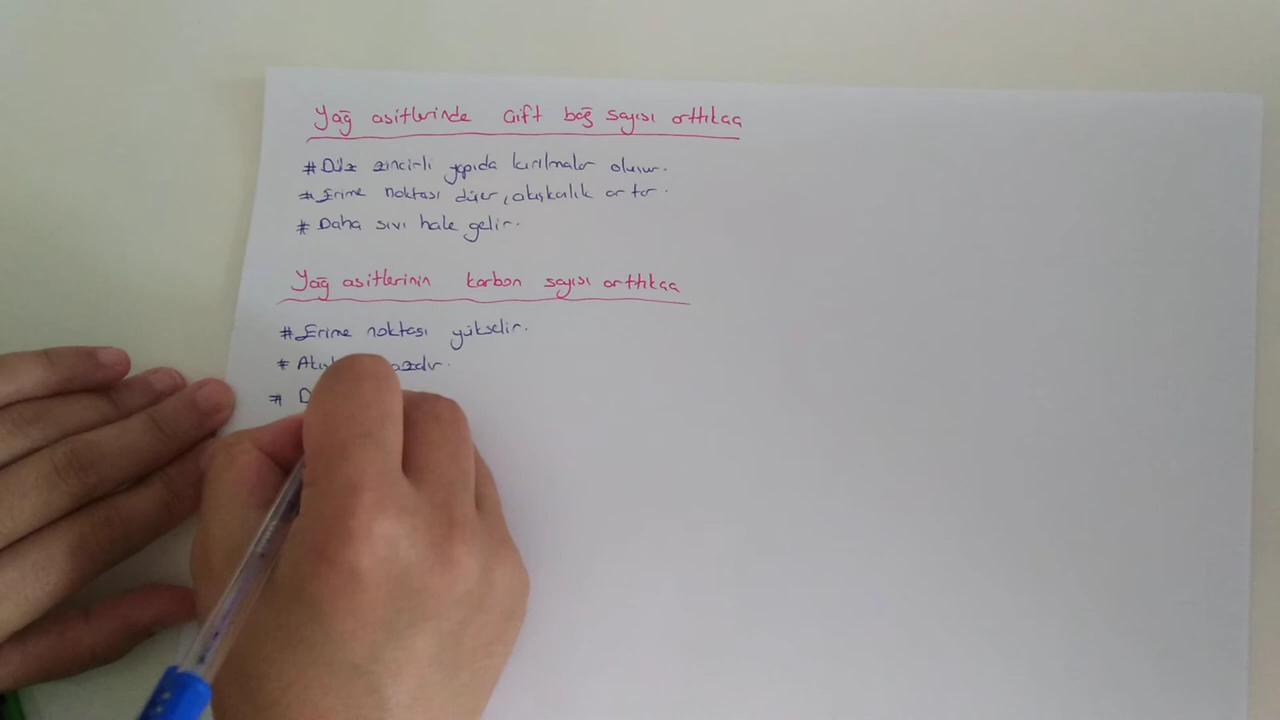 Yağ asitlerinde çift bağ sayısı arttıkça
#Düz zincirli yapıda kırılmalar oluşur.
#Erime noktası düşer, akışkanlık artar.
# Daha sıvı hale gelir.
Yağ asitlerinin karbon sayısı arttıkça
#Erime noktası yükselir.
#
# D